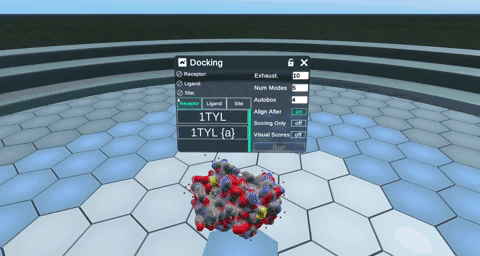 Docking
Receptor:
Ligand:
Site:
Receptor Ligand Site
1TYL
1TYL {a}
Exhaust. 10
Num Modes 5
Autobox 4
Align After on
Scoring Only off
Visual Scores off
Run